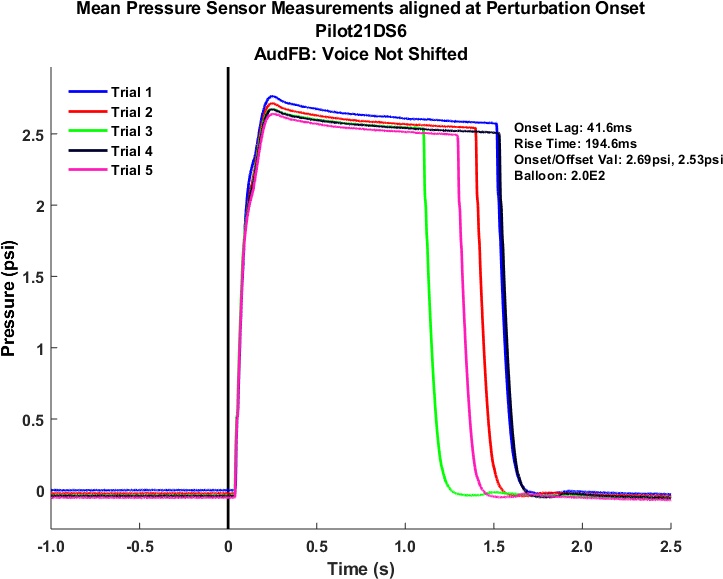 Mean Pressure Sensor Measurements aligned at Perturbation Onset
Pilot21DS6
AudFB: Voice Not Shifted
Trial 1
Trial 2
Trial 3
Trial 4
Trial 5
Onset Lag: 41.6ms
Rise Time: 194.6ms
Onset/Offset Val: 2.69psi, 2.53psi
Balloon: 2.0E2
Pressure (psi)
2.5
2
1.5
1
0.5
0
-1.0 -0.5 0 0.5 1.0 1.5 2.0 2.5
Time (s)